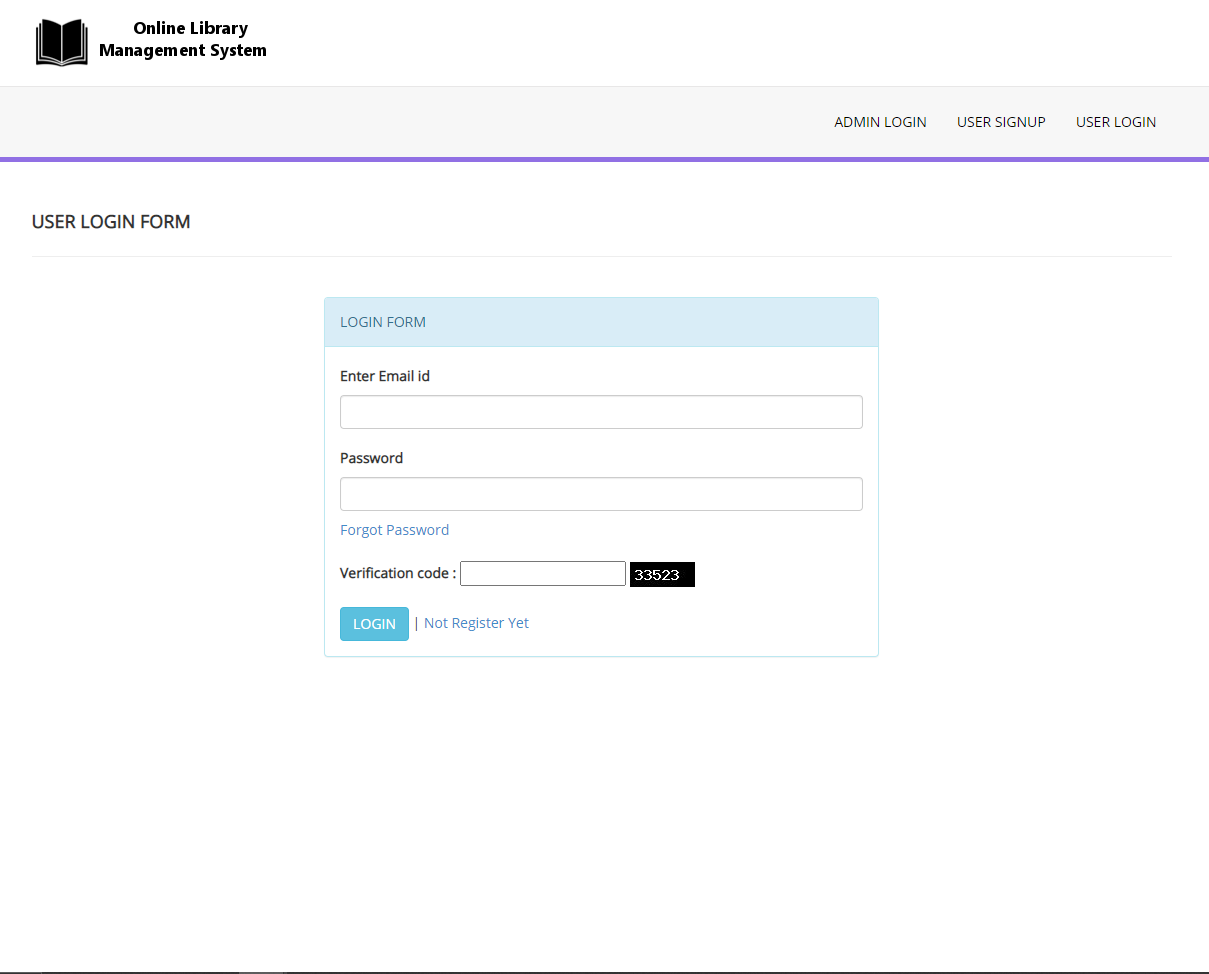 Online Library
Management System
ADMIN LOGIN USER SIGNUP USER LOGIN
USER LOGIN FORM
LOGIN FORM
Enter Email id
Password
Forgot Password
Verification code : 33523
LOGIN | Not Register Yet